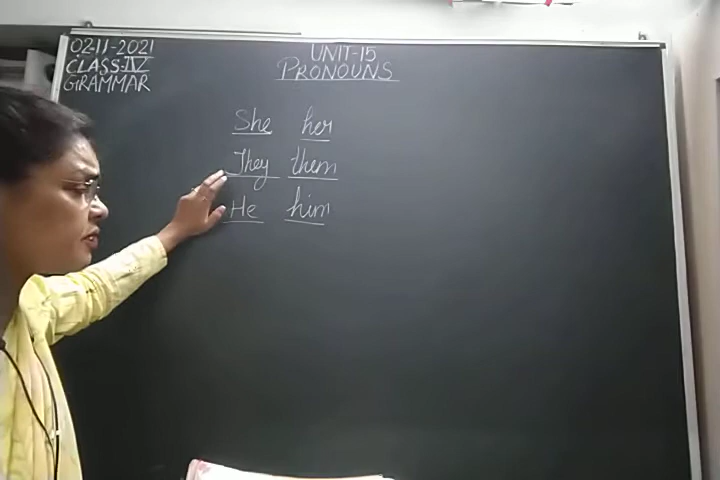 02-11-2021
CLASS:IV
GRAMMAR
UNIT-15
PRONOUNS
She her
They them
He him